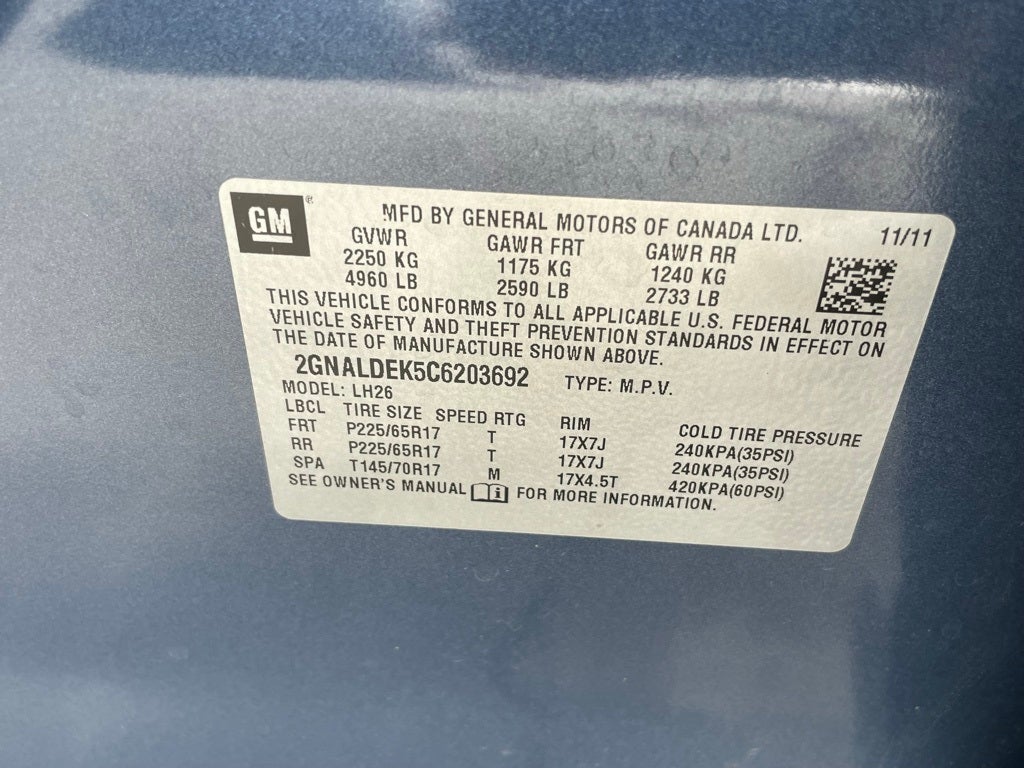 GM ® MFD BY GENERAL MOTORS OF CANADA LTD. 11/11
GVWR GAWR FRT GAWR RR
2250 KG 1175 KG 1240 KG
4960 LB 2590 LB 2733 LB
THIS VEHICLE CONFORMS TO ALL APPLICABLE U.S. FEDERAL MOTOR
VEHICLE SAFETY AND THEFT PREVENTION STANDARDS IN EFFECT ON
THE DATE OF MANUFACTURE SHOWN ABOVE.
2GNALDEK5C6203692 TYPE: M.P.V.
MODEL: LH26
LBCL TIRE SIZE SPEED RTG RIM COLD TIRE PRESSURE
FRT P225/65R17 T 17X7J 240KPA(35PSI)
RR P225/65R17 T 17X7J 240KPA(35PSI)
SPA T145/70R17 M 17X4.5T 420KPA(60PSI)
SEE OWNER'S MANUAL i FOR MORE INFORMATION.